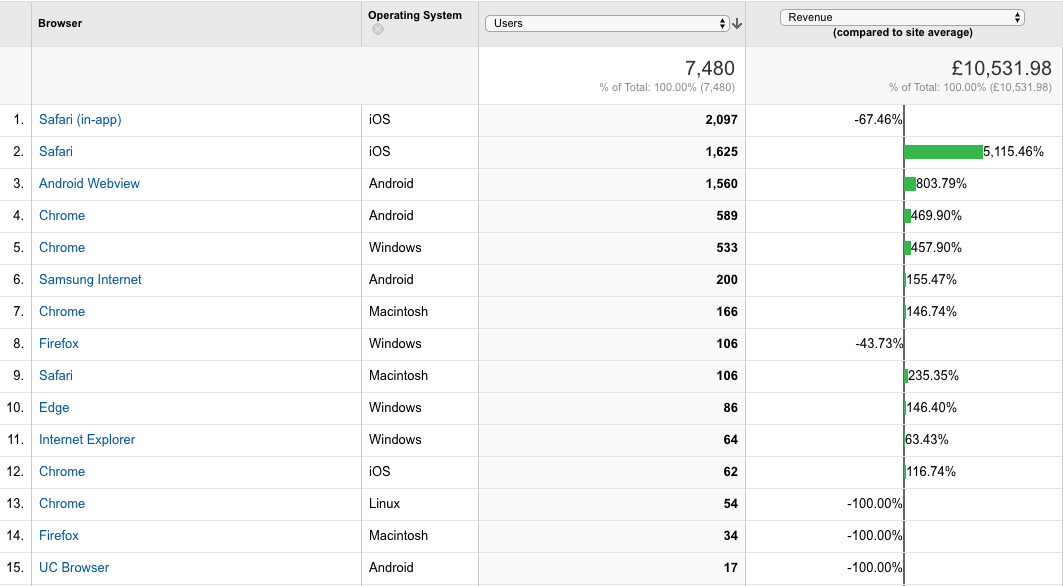 Browser Operating System Users Revenue
(compared to site average)
7,480 £10,531.98
% of Total: 100.00% (7,480) % of Total: 100.00% (£10,531.98)
1. Safari (in-app) iOS 2,097 -67.46%
2. Safari iOS 1,625 5,115.46%
3. Android Webview Android 1,560 803.79%
4. Chrome Android 589 469.90%
5. Chrome Windows 533 457.90%
6. Samsung Internet Android 200 155.47%
7. Chrome Macintosh 166 146.74%
8. Firefox Windows 106 -43.73%
9. Safari Macintosh 106 235.35%
10. Edge Windows 86 146.40%
11. Internet Explorer Windows 64 63.43%
12. Chrome iOS 62 116.74%
13. Chrome Linux 54 -100.00%
14. Firefox Macintosh 34 -100.00%
15. UC Browser Android 17 -100.00%